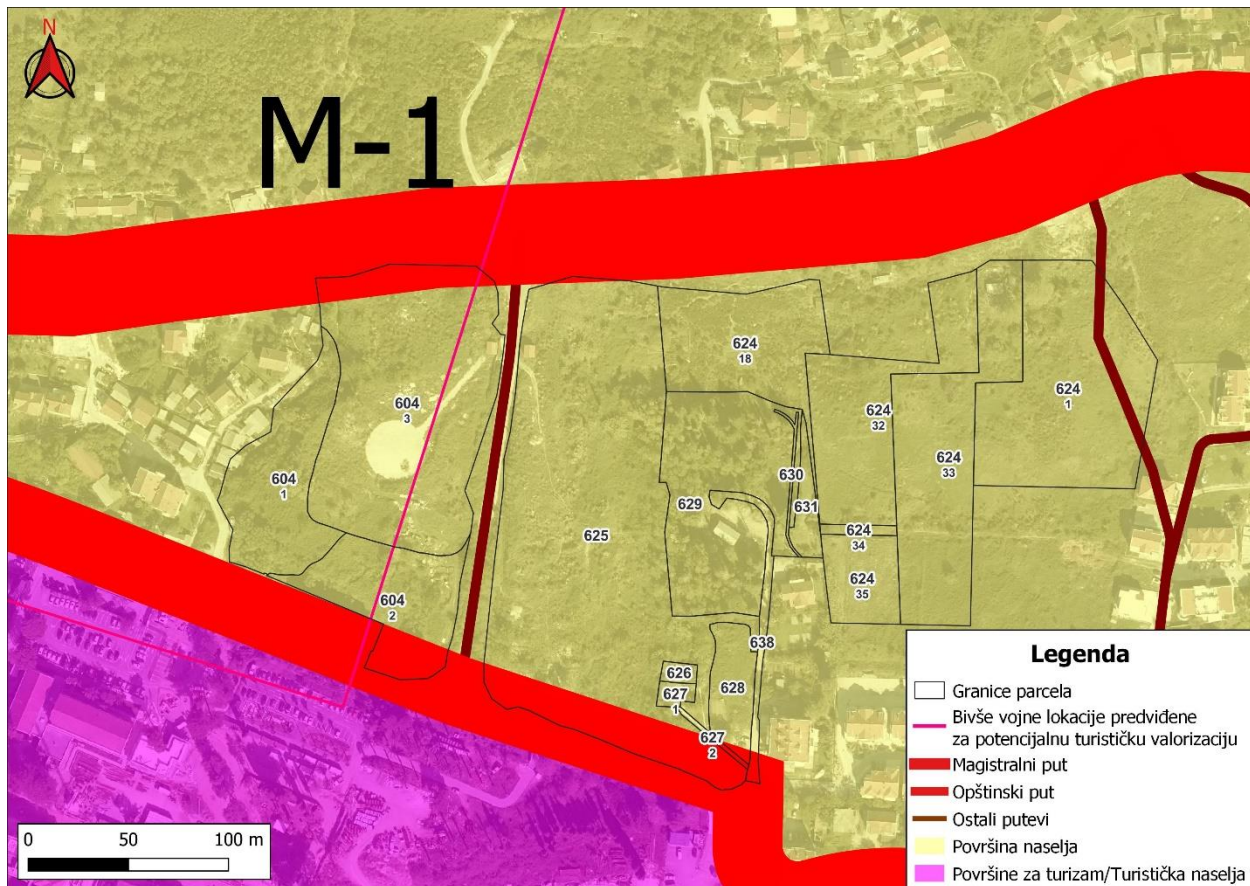 N
M-1
624
18
604
3
624
1
624
32
624
33
604
1
630
629
631
625
624
34
624
35
604
2
638
626
627
1
628
627
2
Legenda
Granice parcela
Bivše vojne lokacije predviđene
za potencijalnu turističku valorizaciju
Magistralni put
Opštinski put
Ostali putevi
Površina naselja
Površine za turizam/Turistička naselja
0 50 100 m